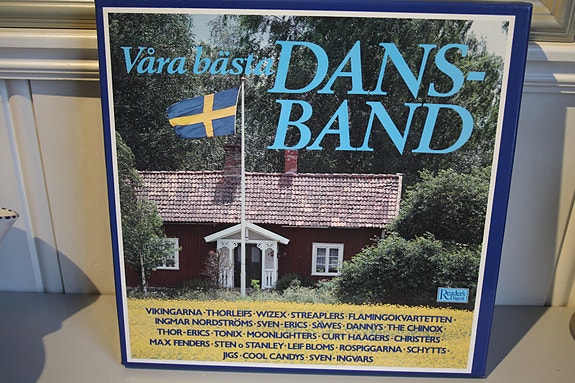 Våra bästa DANS-
BAND
Reader's
Digest
VIKINGARNA · THORLEIFS · WIZEX · STREAPLERS · FLAMINGOKVARTETTEN ·
INGMAR NORDSTRÖMS · SVEN-ERICS · SÄWES · DANNYS · THE CHINOX ·
THOR-ERICS · TONIX · MOONLIGHTERS · CURT HAAGERS · CHRISTERS ·
MAX FENDERS · STEN o STANLEY · LEIF BLOMS · ROSPIGGARNA · SCHYTTS ·
JIGS · COOL CANDYS · SVEN-INGVARS